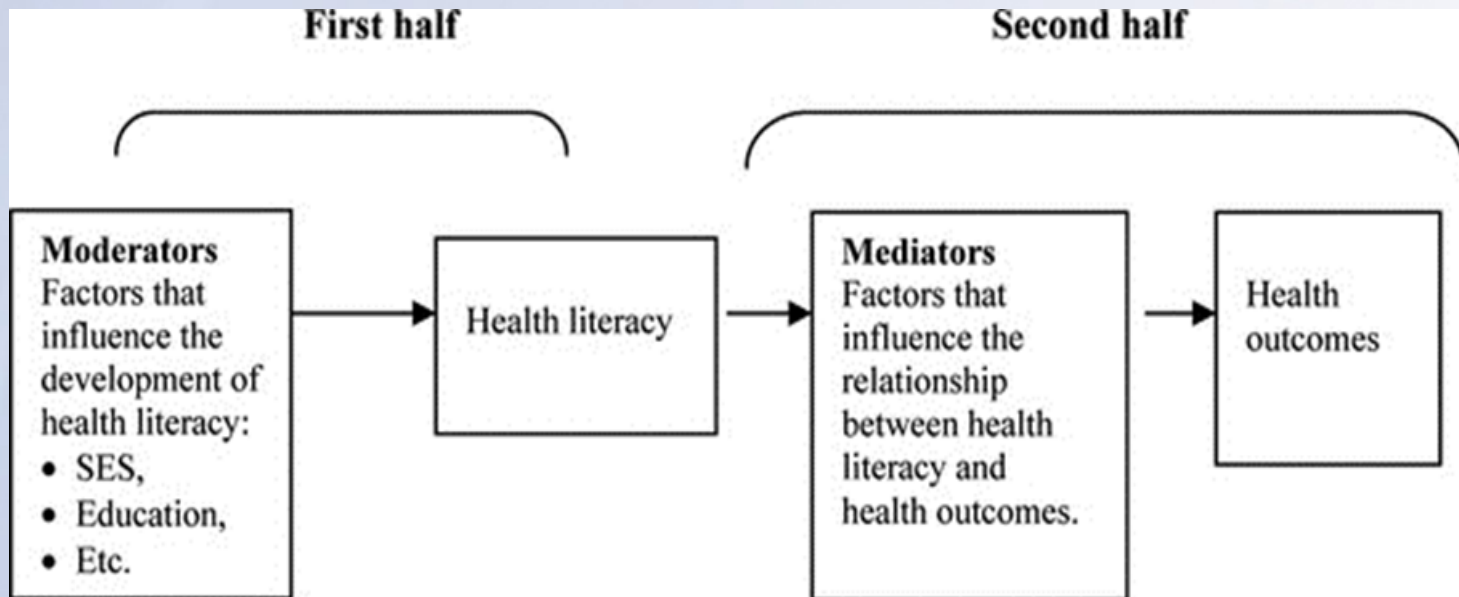 First half
Second half
Moderators
Factors that
influence the
development of
health literacy:
• SES,
• Education,
• Etc.
Health literacy
Mediators
Factors that
influence the
relationship
between health
literacy and
health outcomes.
Health
outcomes